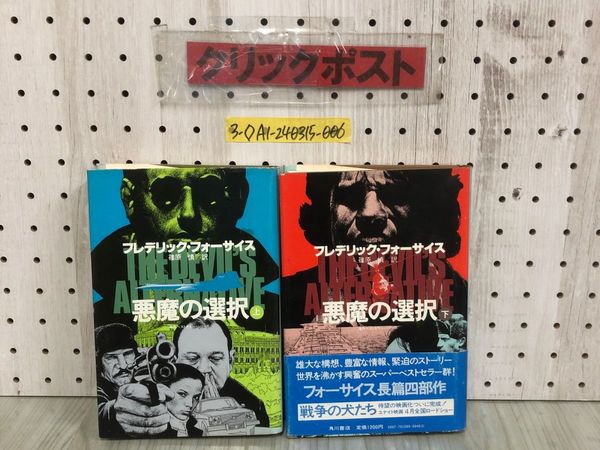 クリックポスト
3-◇A11-240315-006
フレデリック・フォーサイス
篠原 慎 訳
THE DEVIL'S
ALTERNATIVE
悪魔の選択 上
フレデリック・フォーサイス
篠原 慎 訳
THE DEVIL'S
ALTERNATIVE
悪魔の選択 下
雄大な構想、豊富な情報、緊迫のストーリー
世界を沸かす興奮のスーパーベストセラー群!
フォーサイス長篇四部作
戦争の犬たち
待望の映画化ついに完成!
ユナイト映画 4月全国ロードショー
角川書店 定価1200円